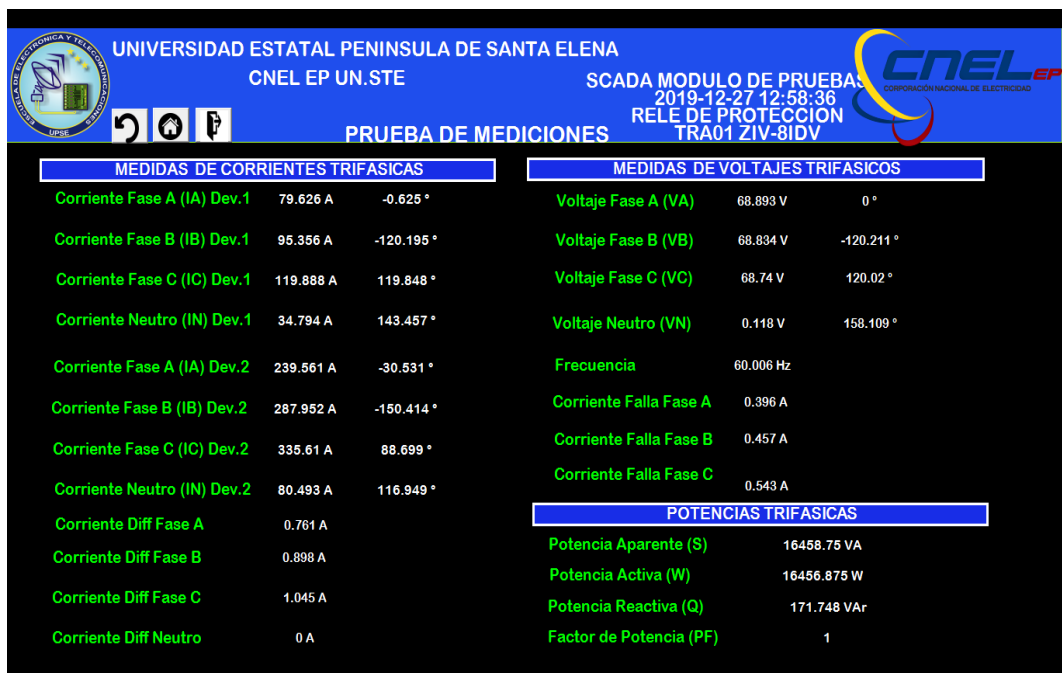 UNIVERSIDAD ESTATAL PENINSULA DE SANTA ELENA
CNEL EP UN.STE
SCADA MODULO DE PRUEBAS
2019-12-27 12:58:36
RELE DE PROTECCION
TRA01 ZIV-8IDV
PRUEBA DE MEDICIONES
ESCUELA DE ELECTRONICA Y TELECOMUNICACIONES
UPSE
CNEL EP
CORPORACIÓN NACIONAL DE ELECTRICIDAD
MEDIDAS DE CORRIENTES TRIFASICAS
Corriente Fase A (IA) Dev.1 79.626 A -0.625 °
Corriente Fase B (IB) Dev.1 95.356 A -120.195 °
Corriente Fase C (IC) Dev.1 119.888 A 119.848 °
Corriente Neutro (IN) Dev.1 34.794 A 143.457 °
Corriente Fase A (IA) Dev.2 239.561 A -30.531 °
Corriente Fase B (IB) Dev.2 287.952 A -150.414 °
Corriente Fase C (IC) Dev.2 335.61 A 88.699 °
Corriente Neutro (IN) Dev.2 80.493 A 116.949 °
Corriente Diff Fase A 0.761 A
Corriente Diff Fase B 0.898 A
Corriente Diff Fase C 1.045 A
Corriente Diff Neutro 0 A
MEDIDAS DE VOLTAJES TRIFASICOS
Voltaje Fase A (VA) 68.893 V 0 °
Voltaje Fase B (VB) 68.834 V -120.211 °
Voltaje Fase C (VC) 68.74 V 120.02 °
Voltaje Neutro (VN) 0.118 V 158.109 °
Frecuencia 60.006 Hz
Corriente Falla Fase A 0.396 A
Corriente Falla Fase B 0.457 A
Corriente Falla Fase C 0.543 A
POTENCIAS TRIFASICAS
Potencia Aparente (S) 16458.75 VA
Potencia Activa (W) 16456.875 W
Potencia Reactiva (Q) 171.748 VAr
Factor de Potencia (PF) 1